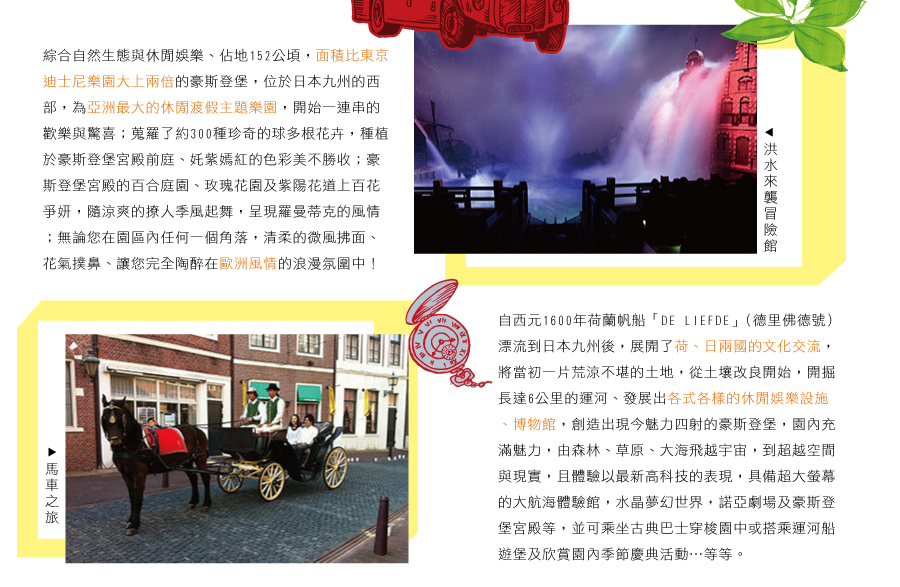 綜合自然生態與休閒娛樂、佔地152公頃，面積比東京
迪士尼樂園大上兩倍的豪斯登堡，位於日本九州的西
部，為亞洲最大的休閒渡假主題樂園，開始一連串的
歡樂與驚喜；蒐羅了約300種珍奇的球多根花卉，種植
於豪斯登堡宮殿前庭、奼紫嫣紅的色彩美不勝收；豪
斯登堡宮殿的百合庭園、玫瑰花園及紫陽花道上百花
爭妍，隨涼爽的撩人季風起舞，呈現羅曼蒂克的風情
；無論您在園區內任何一個角落，清柔的微風拂面、
花氣撲鼻、讓您完全陶醉在歐洲風情的浪漫氛圍中！
◀洪水來襲冒險館
▶馬車之旅
自西元1600年荷蘭帆船「DE LIEFDE」（德里佛德號）
漂流到日本九州後，展開了荷、日兩國的文化交流，
將當初一片荒涼不堪的土地，從土壤改良開始，開掘
長達6公里的運河、發展出各式各樣的休閒娛樂設施
、博物館，創造出現今魅力四射的豪斯登堡，園內充
滿魅力，由森林、草原、大海飛越宇宙，到超越空間
與現實，且體驗以最新高科技的表現，具備超大螢幕
的大航海體驗館，水晶夢幻世界，諾亞劇場及豪斯登
堡宮殿等，並可乘坐古典巴士穿梭園中或搭乘運河船
遊堡及欣賞園內季節慶典活動…等等。